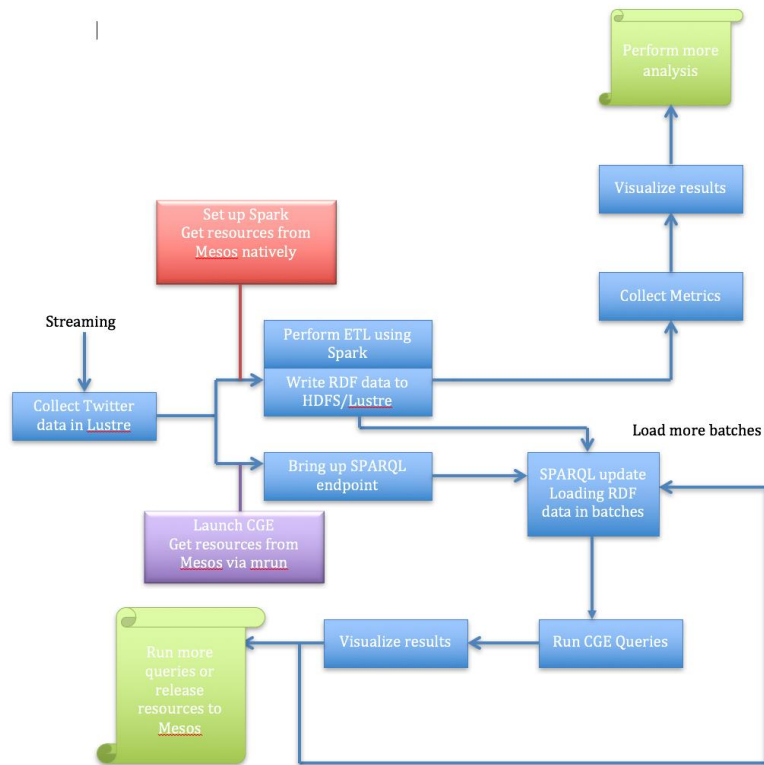 Perform more
analysis
Visualize results
Set up Spark
Get resources from
Mesos natively
Collect Metrics
Streaming
Perform ETL using
Spark
Write RDF data to
HDFS/Lustre
Collect Twitter
data in Lustre
Load more batches
Bring up SPARQL
endpoint
SPARQL update
Loading RDF
data in batches
Launch CGE
Get resources from
Mesos via mrun
Run more
queries or
release
resources to
Mesos
Visualize results
Run CGE Queries